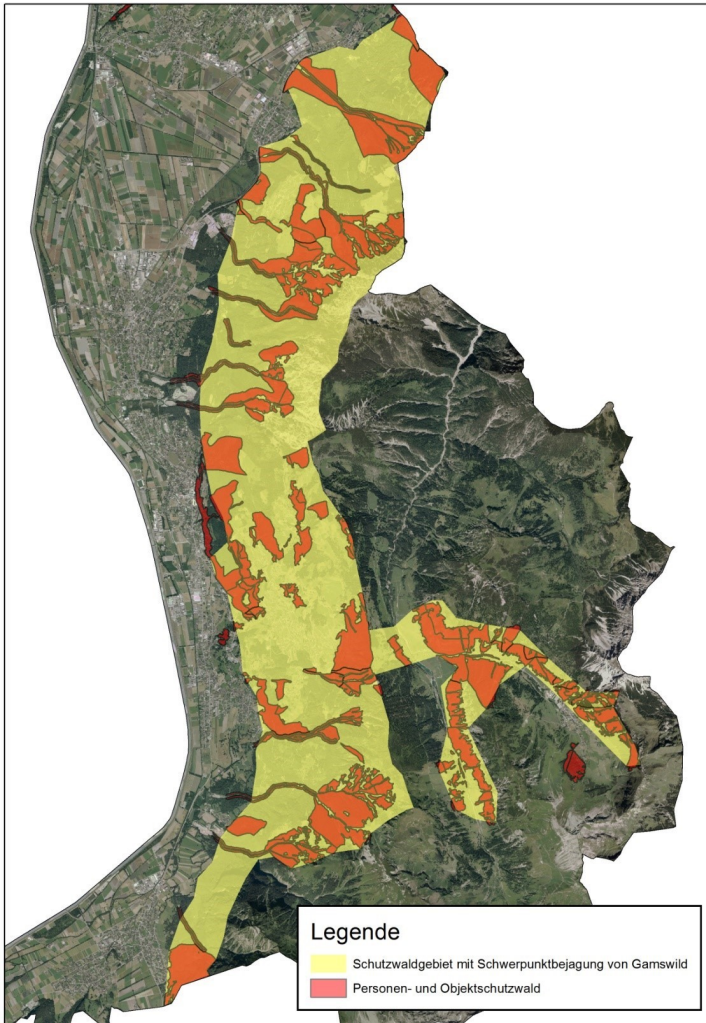 Legende
Schutzwaldgebiet mit Schwerpunktbejagung von Gamswild
Personen- und Objektschutzwald